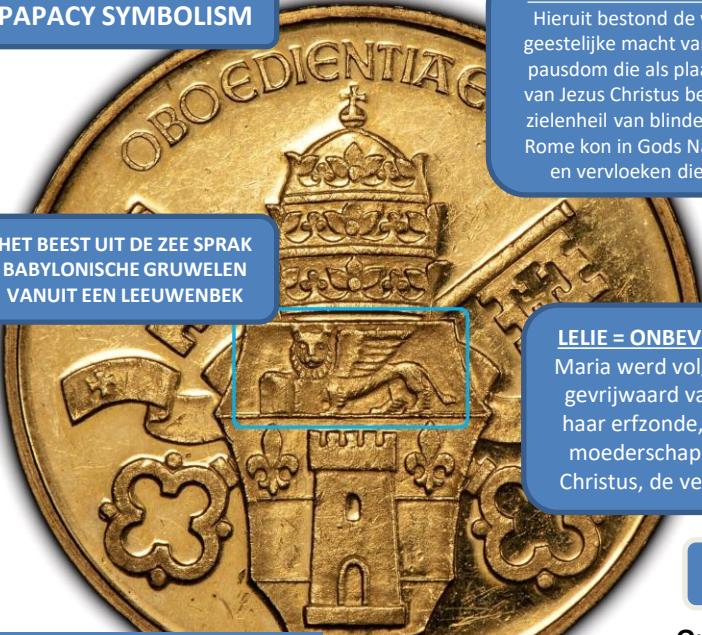 PAPACY SYMBOLISM
Hieruit bestond de
geestelijke macht va
pausdom die als plaa
van Jezus Christus be
zielenheil van blinde
Rome kon in Gods Na
en vervloeken die
OBOEDIENTIAE
HET BEEST UIT DE ZEE SPRAK
BABYLONISCHE GRUWELEN
VANUIT EEN LEEUWENBEK
LELIE = ONBEV
Maria werd vol
gevrijwaard va
haar erfzonde,
moederschap
Christus, de ve